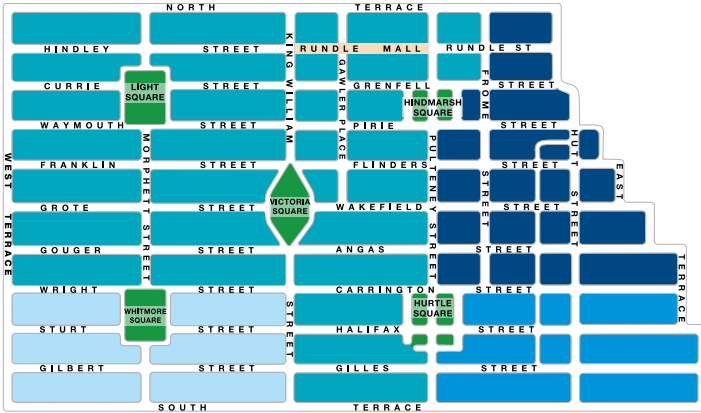 NORTH TERRACE
HINDLEY STREET
RUNDLE MALL
RUNDLE ST
CURRIE STREET
GRENFELL STREET
LIGHT
SQUARE
HINDMARSH
SQUARE
WAYMOUTH STREET
PIRIE STREET
FRANKLIN STREET
FLINDERS STREET
VICTORIA
SQUARE
GROTE STREET
WAKEFIELD STREET
GOUGER STREET
ANGAS STREET
WRIGHT STREET
CARRINGTON STREET
WHITMORE
SQUARE
HURTLE
SQUARE
STURT STREET
HALIFAX STREET
GILBERT STREET
GILLES STREET
SOUTH TERRACE
WEST TERRACE
MORPHETT STREET
KING WILLIAM STREET
GAWLER PLACE
PULTENEY STREET
FROME STREET
HUTT STREET
EAST TERRACE